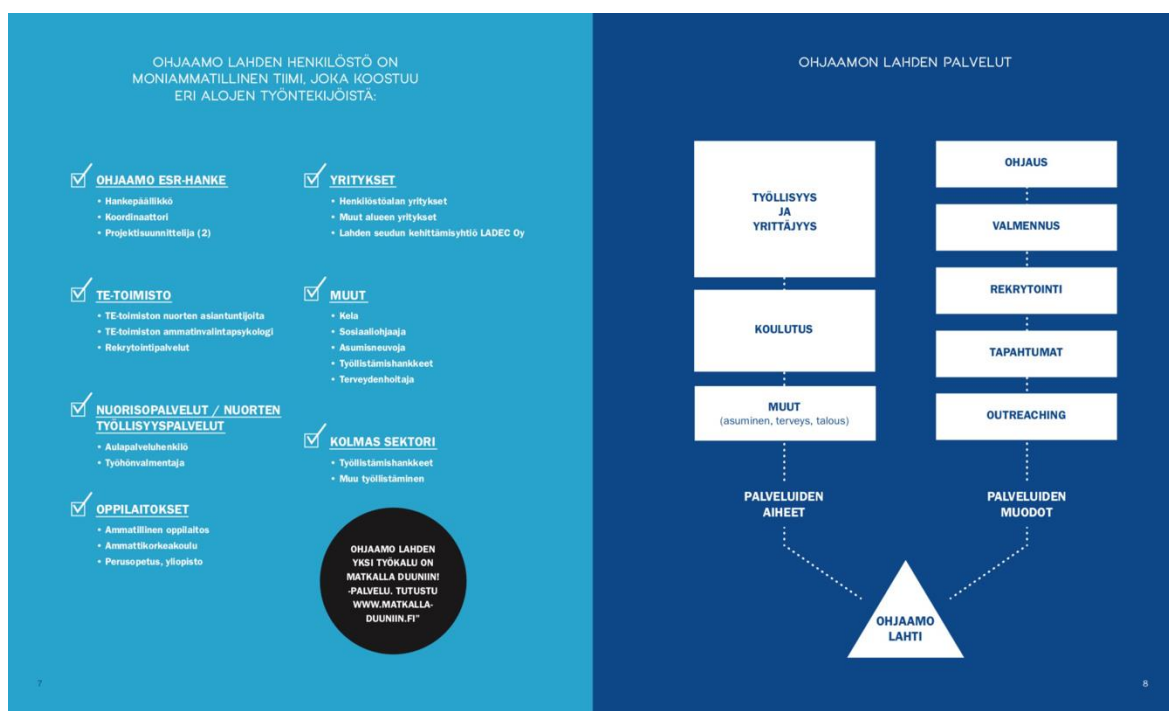 OHJAAMO LAHDEN HENKILÖSTÖ ON
MONIAMMATILLINEN TIIMI, JOKA KOOSTUU
ERI ALOJEN TYÖNTEKIJÖISTÄ:
OHJAAMO ESR-HANKE
• Hankepäällikkö
• Koordinaattori
• Projektisuunnittelija (2)
TE-TOIMISTO
• TE-toimiston nuorten asiantuntijoita
• TE-toimiston ammatinvalintapsykologi
• Rekrytointipalvelut
NUORISOPALVELUT / NUORTEN
TYÖLLISYYSPALVELUT
• Aulapalveluhenkilö
• Työhönvalmentaja
OPPILAITOKSET
• Ammatillinen oppilaitos
• Ammattikorkeakoulu
• Perusopetus, yliopisto
YRITYKSET
• Henkilöstöalan yritykset
• Muut alueen yritykset
• Lahden seudun kehittämisyhtiö LADEC Oy
MUUT
• Kela
• Sosiaaliohjaaja
• Asumisneuvoja
• Työllistämishankkeet
• Terveydenhoitaja
KOLMAS SEKTORI
• Työllistämishankkeet
• Muu työllistäminen
OHJAAMO LAHDEN
YKSI TYÖKALU ON
MATKALLA DUUNIIN!
-PALVELU. TUTUSTU
WWW.MATKALLA-
DUUNIIN.FI”
7
OHJAAMON LAHDEN PALVELUT
TYÖLLISYYS
JA
YRITTÄJYYS
KOULUTUS
MUUT
(asuminen, terveys, talous)
PALVELUIDEN
AIHEET
OHJAUS
VALMENNUS
REKRYTOINTI
TAPAHTUMAT
OUTREACHING
PALVELUIDEN
MUODOT
OHJAAMO
LAHTI
8